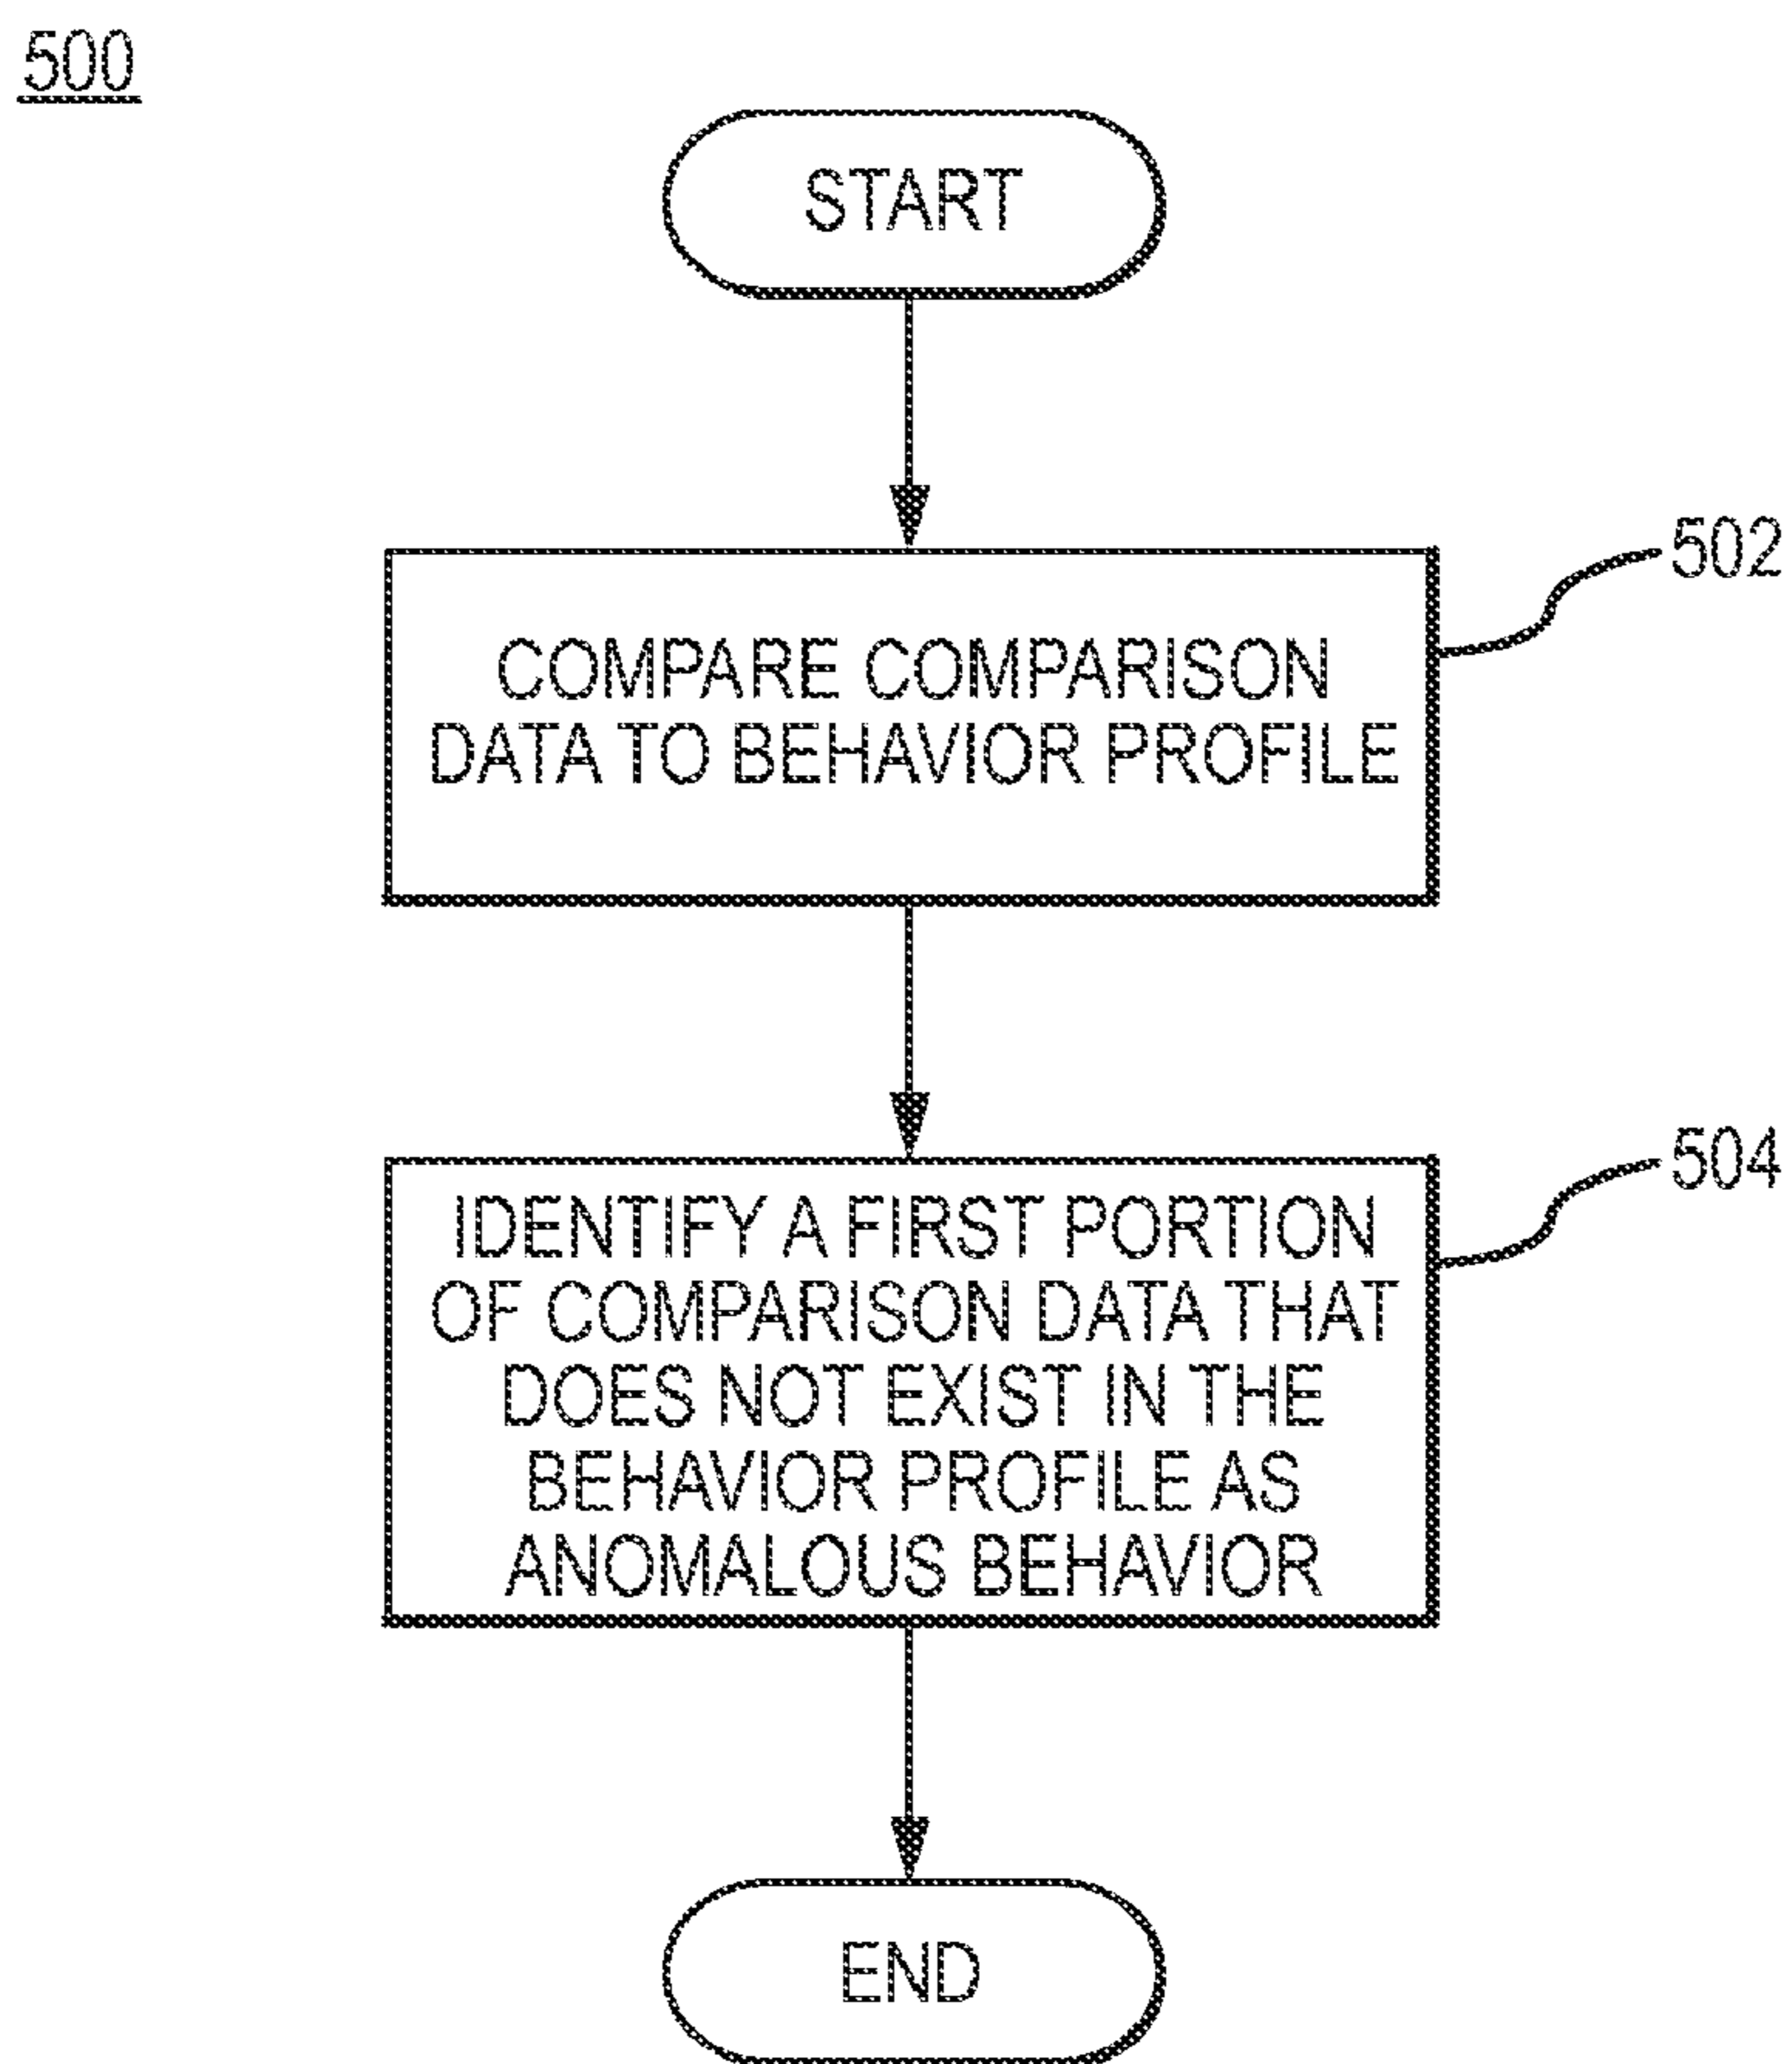 500
START
502
COMPARE COMPARISON
DATA TO BEHAVIOR PROFILE
504
IDENTIFY A FIRST PORTION
OF COMPARISON DATA THAT
DOES NOT EXIST IN THE
BEHAVIOR PROFILE AS
ANOMALOUS BEHAVIOR
END